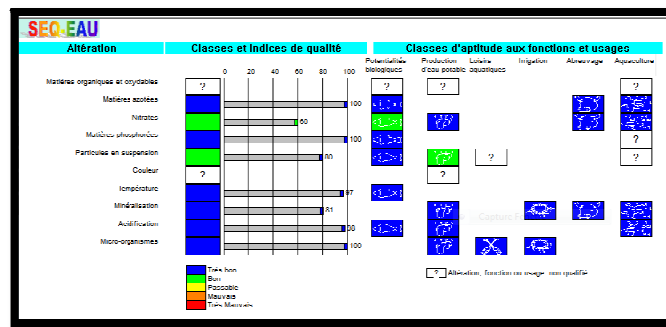 SEQ-EAU
Altération Classes et indices de qualité Classes d'aptitude aux fonctions et usages
Potentialités biologiques Production d'eau potable Loisirs aquatiques Irrigation Abreuvage Aquaculture
0 20 40 60 80 100
Matières organiques et oxydables ? ? ? ?
Matières azotées 100
Nitrates 60
Matières phosphorées 100 ?
Particules en suspension 80 ? ?
Couleur ? ?
Température 97
Minéralisation 81
Acidification 98
Micro-organismes 100
Très bon
Bon
Passable
Mauvais
Très Mauvais
? Altération, fonction ou usage non qualifié